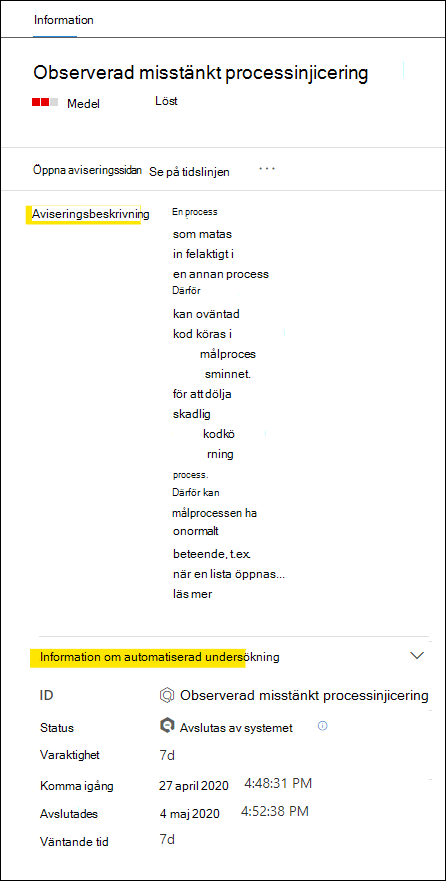 Information
Observerad misstänkt processinjicering
Medel Löst
Öppna aviseringssidan Se på tidslinjen ...
Aviseringsbeskrivning En process
som matas
in felaktigt i
en annan process
Därför
kan oväntad
kod köras i
målproces
sminnet.
för att dölja
skadlig
kodkö
rning
process.
Därför kan
målprocessen ha
onormalt
beteende, t.ex.
när en lista öppnas...
läs mer
Information om automatiserad undersökning
ID Observerad misstänkt processinjicering
Status Avslutas av systemet
Varaktighet 7d
Komma igång 27 april 2020 4:48:31 PM
Avslutades 4 maj 2020 4:52:38 PM
Väntande tid 7d